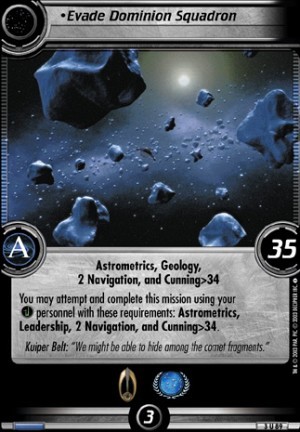 •Evade Dominion Squadron
A
35
Astrometrics, Geology,
2 Navigation, and Cunning>34
You may attempt and complete this mission using your
personnel with these requirements: Astrometrics,
Leadership, 2 Navigation, and Cunning>34.
Kuiper Belt: "We might be able to hide among the comet fragments."
3